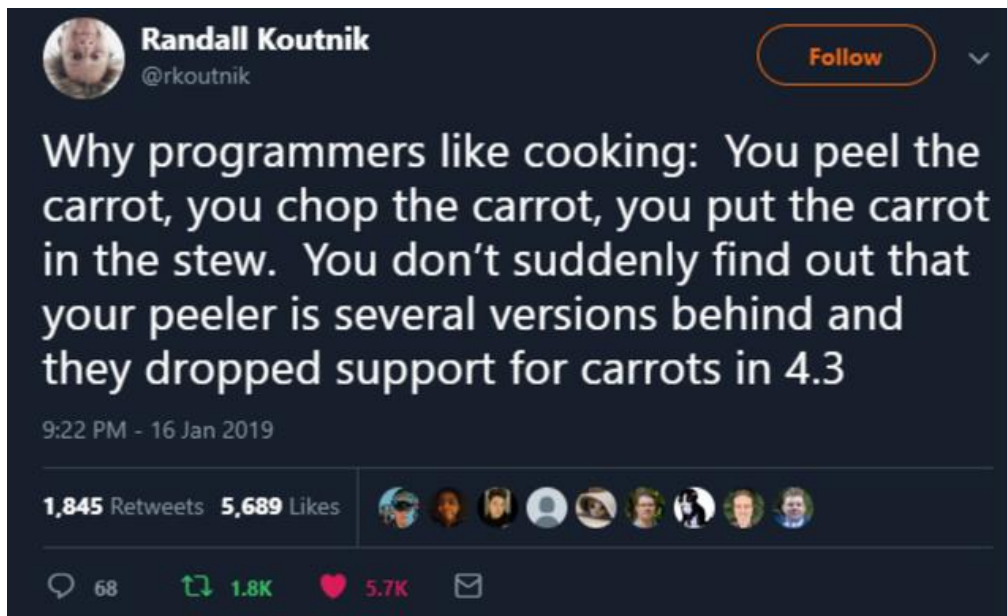 Randall Koutnik
@rkoutnik
Follow
Why programmers like cooking: You peel the
carrot, you chop the carrot, you put the carrot
in the stew. You don’t suddenly find out that
your peeler is several versions behind and
they dropped support for carrots in 4.3
9:22 PM - 16 Jan 2019
1,845 Retweets 5,689 Likes
68 1.8K 5.7K